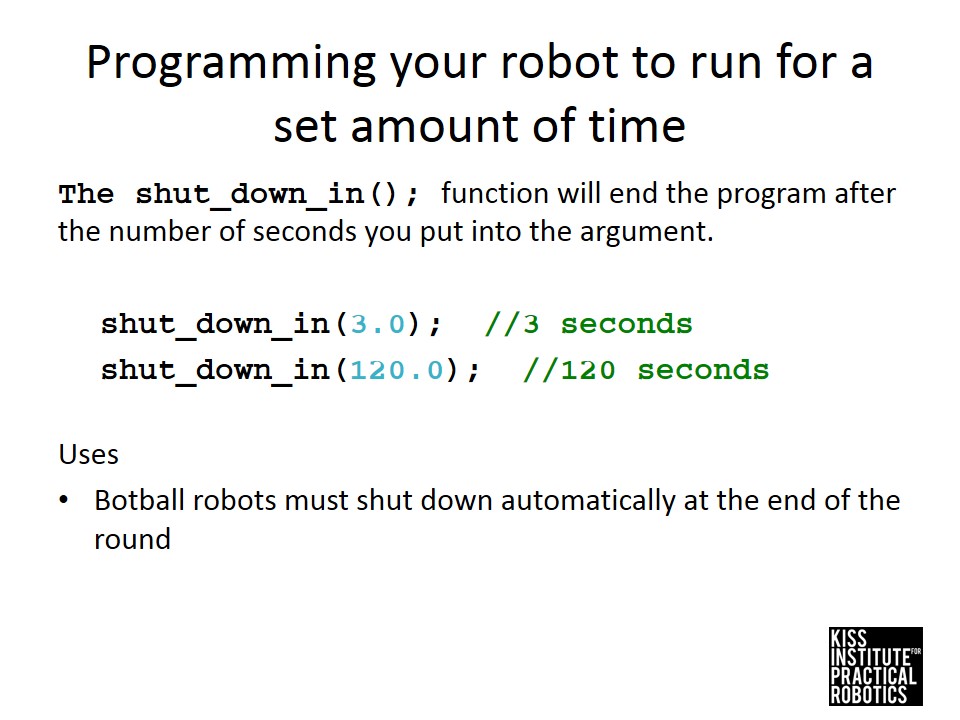 Programming your robot to run for a
set amount of time
The shut_down_in(); function will end the program after
the number of seconds you put into the argument.
shut_down_in(3.0); //3 seconds
shut_down_in(120.0); //120 seconds
Uses
• Botball robots must shut down automatically at the end of the
round
KISS
INSTITUTE FOR
PRACTICAL
ROBOTICS